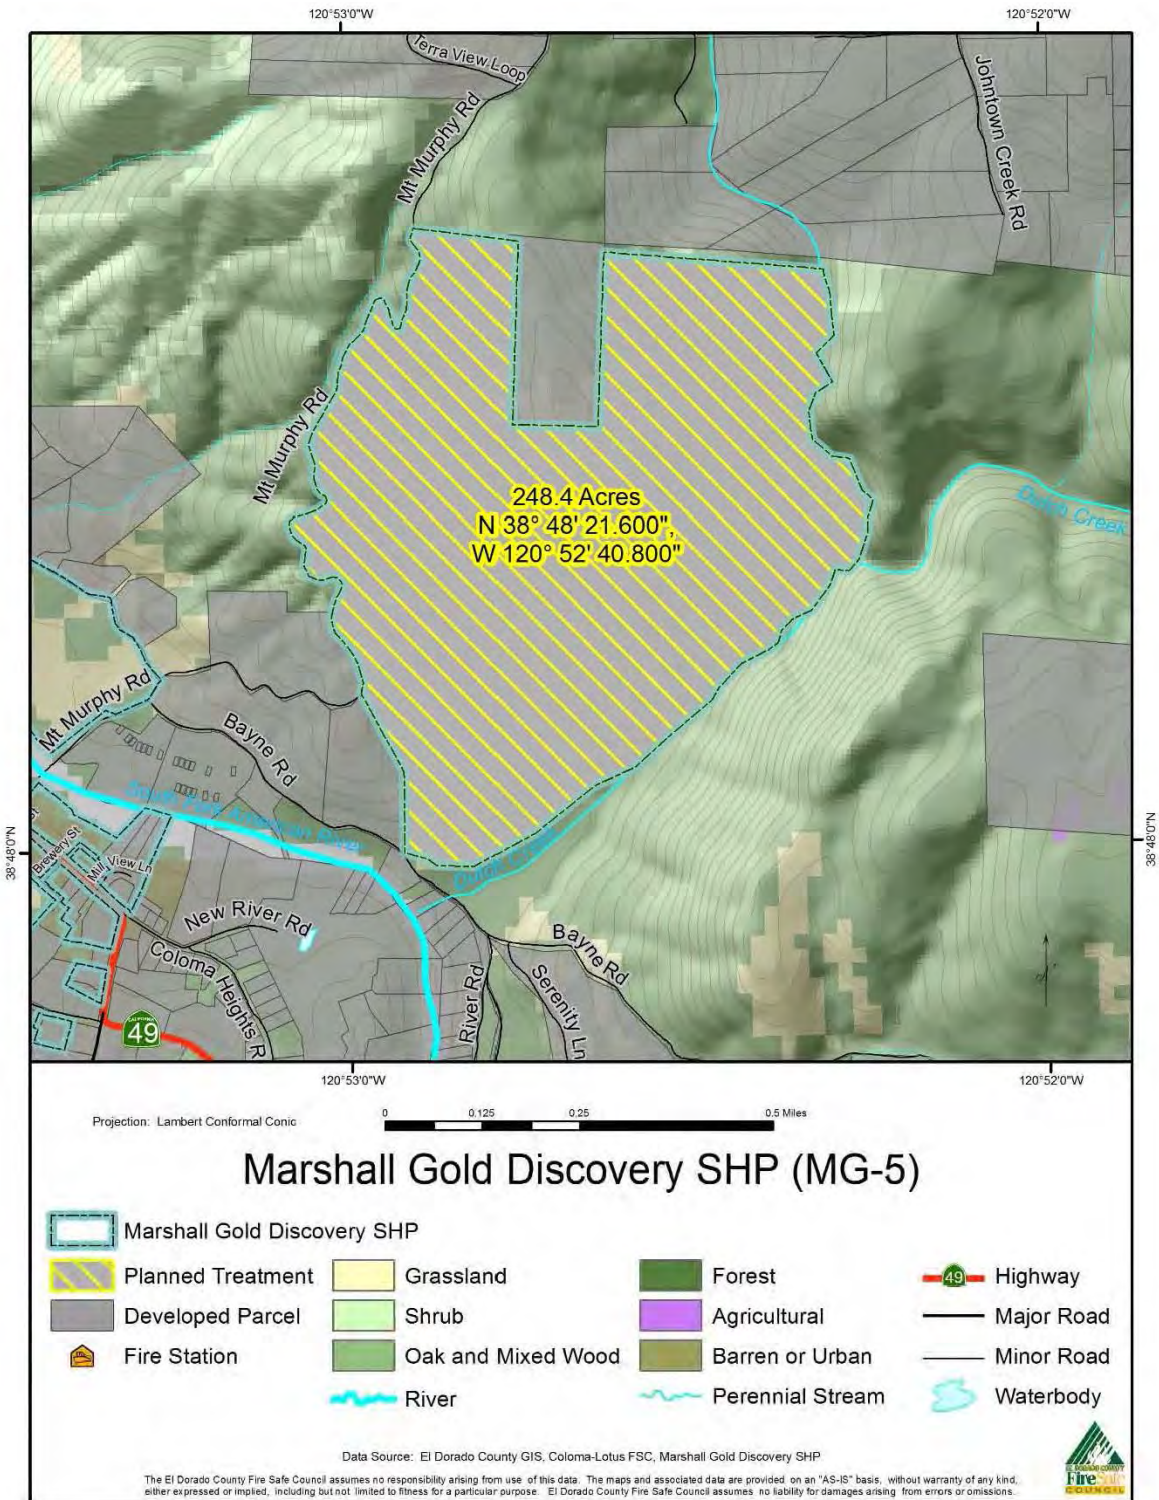 120°53'0"W
120°52'0"W
Terra View Loop
Mt Murphy Rd
Johntown Creek Rd
Mt Murphy Rd
248.4 Acres
N 38° 48' 21.600",
W 120° 52' 40.800"
Dutch Creek
Mt Murphy Rd
Bayne Rd
South Fork American River
38°48'0"N
38°48'0"N
St
Brewery St
Mill View Ln
Dutch Creek
New River Rd
Coloma Heights R
Bayne Rd
River Rd
Serenity Ln
CALIFORNIA
49
N
120°53'0"W
120°52'0"W
Projection: Lambert Conformal Conic
0 0.125 0.25 0.5 Miles
Marshall Gold Discovery SHP (MG-5)
Marshall Gold Discovery SHP
Planned Treatment
Grassland
Forest
49
Highway
Developed Parcel
Shrub
Agricultural
Major Road
Fire Station
Oak and Mixed Wood
Barren or Urban
Minor Road
River
Perennial Stream
Waterbody
Data Source: El Dorado County GIS, Coloma-Lotus FSC, Marshall Gold Discovery SHP
The El Dorado County Fire Safe Council assumes no responsibility arising from use of this data. The maps and associated data are provided on an "AS-IS" basis, without warranty of any kind,
either expressed or implied, including but not limited to fitness for a particular purpose. El Dorado County Fire Safe Council assumes no liability for damages arising from errors or omissions.
EL DORADO COUNTY
Fire Safe
COUNCIL